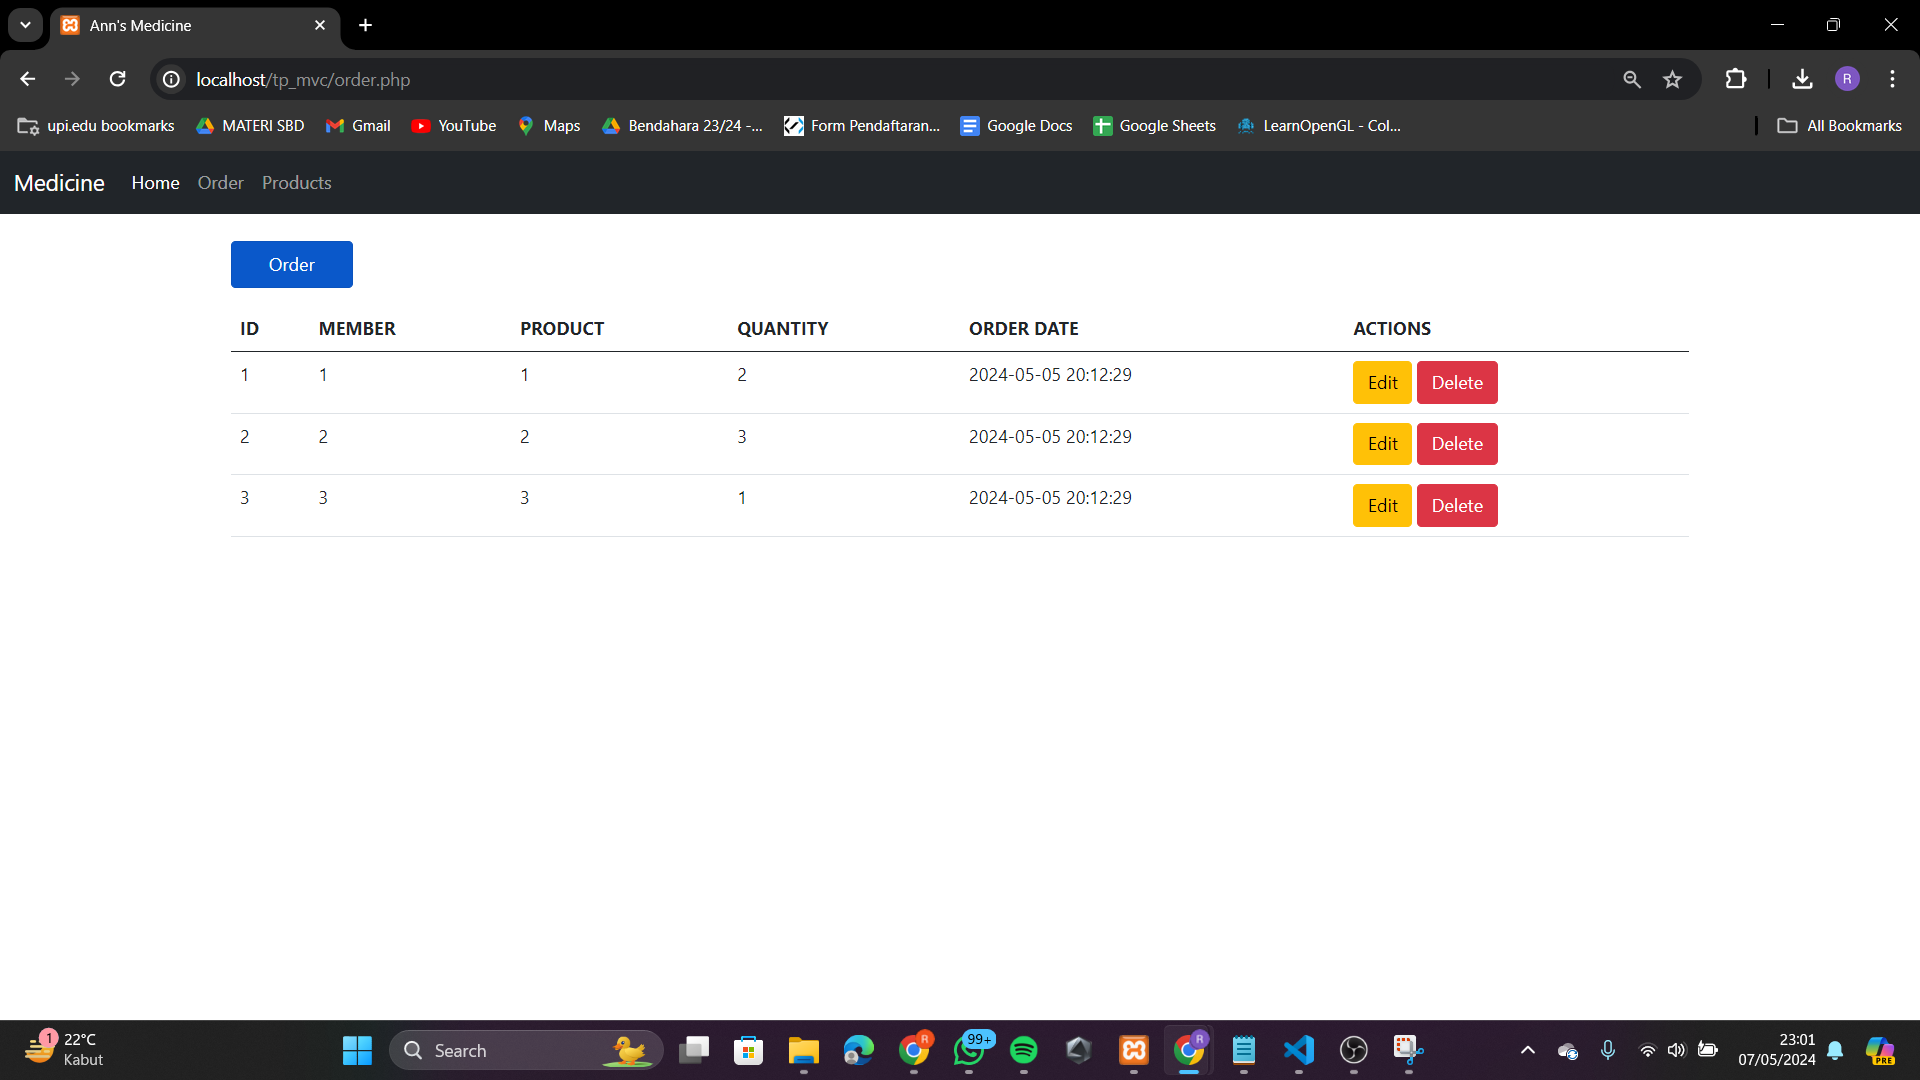 Ann's Medicine
localhost/tp_mvc/order.php
R
upi.edu bookmarks MATERI SBD Gmail YouTube Maps Bendahara 23/24 -... Form Pendaftaran... Google Docs Google Sheets LearnOpenGL - Col... All Bookmarks
Medicine Home Order Products
Order
ID MEMBER PRODUCT QUANTITY ORDER DATE ACTIONS
1 1 1 2 2024-05-05 20:12:29 Edit Delete
2 2 2 3 2024-05-05 20:12:29 Edit Delete
3 3 3 1 2024-05-05 20:12:29 Edit Delete
1 22°C
Kabut
Search
R
99+
R
23:01
07/05/2024
PRE